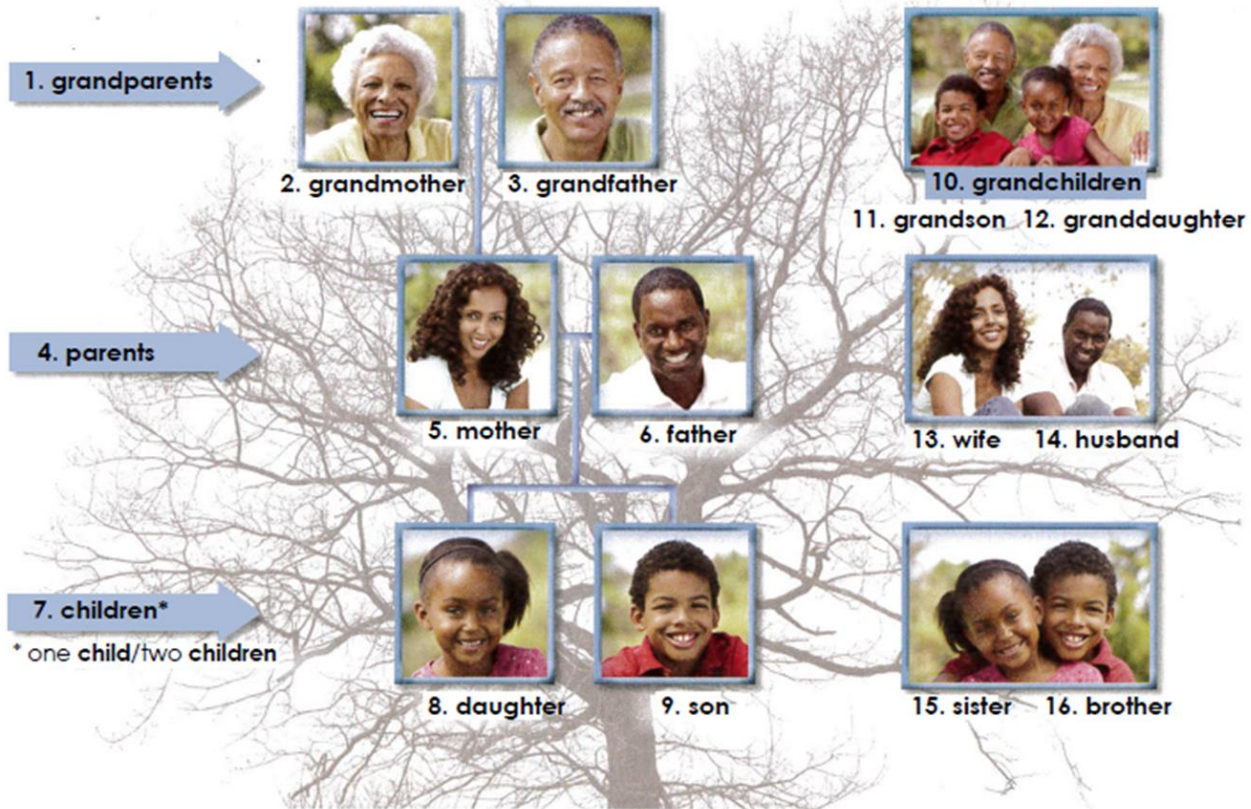 1. grandparents
2. grandmother
3. grandfather
10. grandchildren
11. grandson 12. granddaughter
4. parents
5. mother
6. father
13. wife 14. husband
7. children*
* one child/two children
8. daughter
9. son
15. sister 16. brother